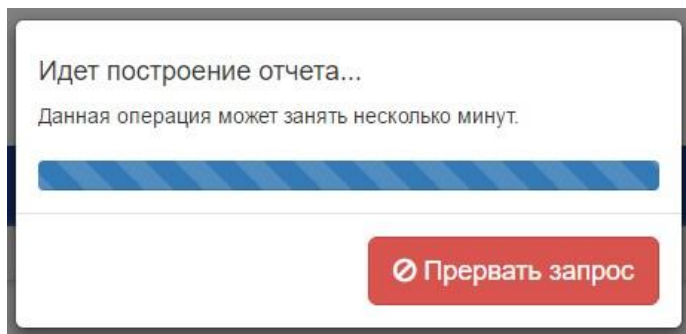 Идет построение отчета...
Данная операция может занять несколько минут.
Прервать запрос